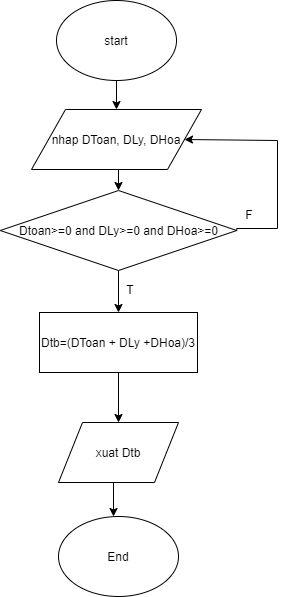 start
nhap DToan, DLy, DHoa
Dtoan>=0 and DLy>=0 and DHoa>=0
F
T
Dtb=(DToan + DLy +DHoa)/3
xuat Dtb
End